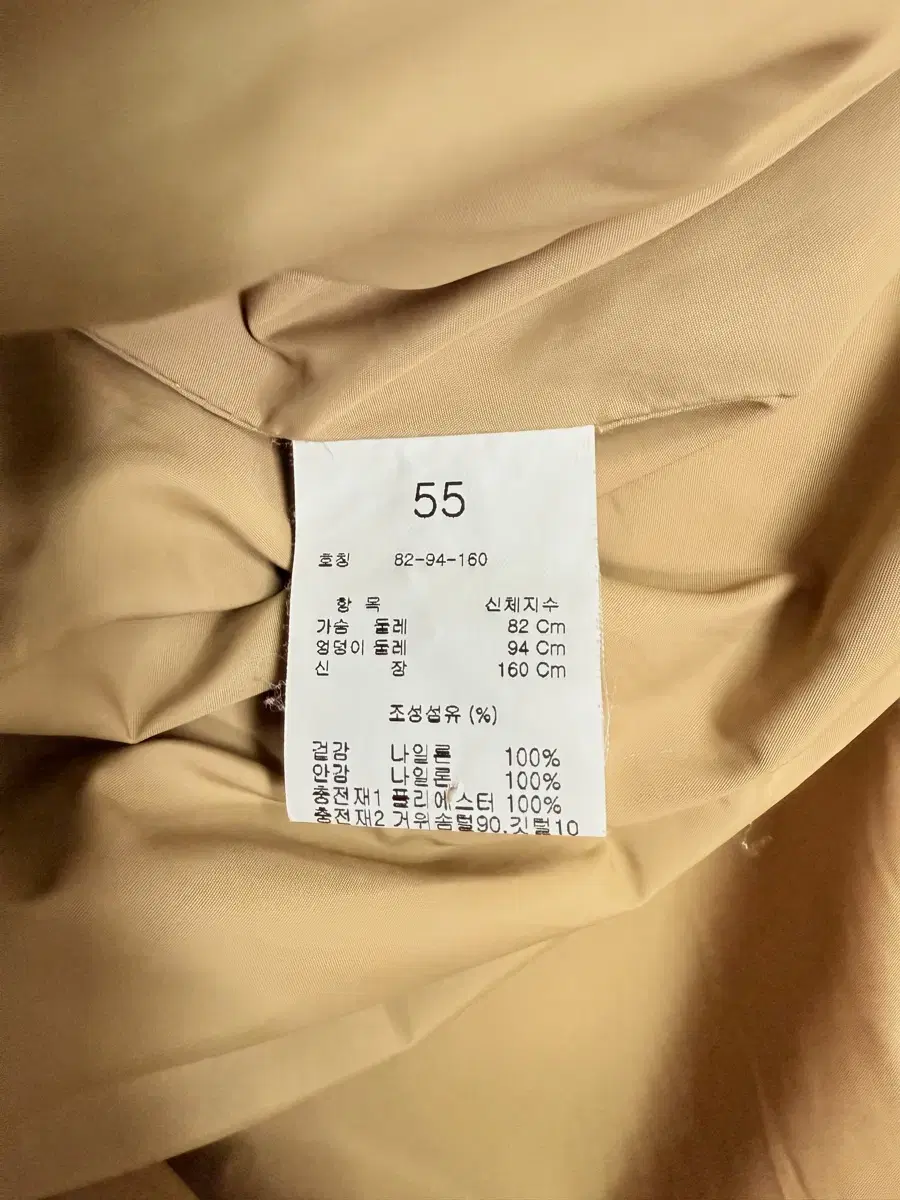 55
호칭 82-94-160
항 목 신체지수
가슴 둘레 82 Cm
엉덩이 둘레 94 Cm
신 장 160 Cm
조성섬유 (%)
겉감 나일론 100%
안감 나일론 100%
충전재1 폴리에스터 100%
충전재2 거위솜털90,깃털10